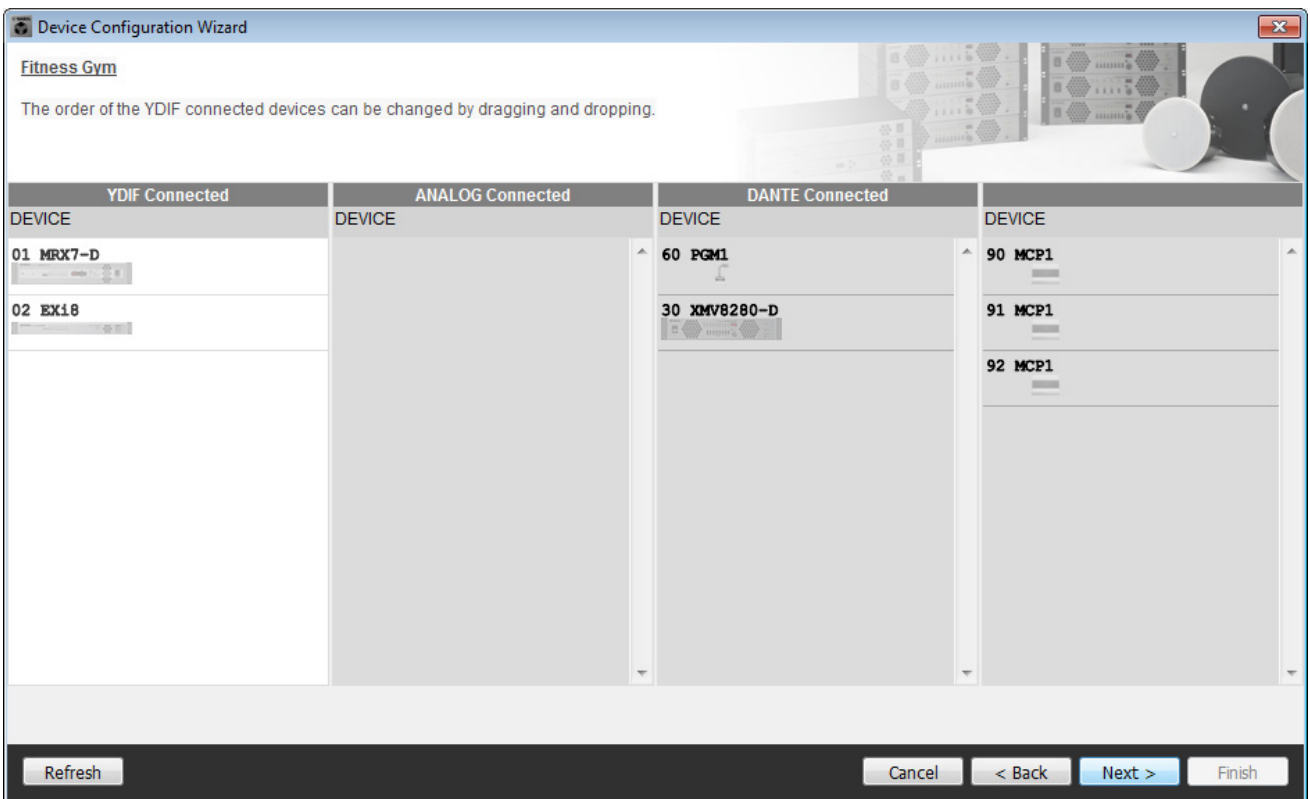 Device Configuration Wizard
Fitness Gym
The order of the YDIF connected devices can be changed by dragging and dropping.
YDIF Connected
ANALOG Connected
DANTE Connected
DEVICE
DEVICE
DEVICE
DEVICE
01 MRX7-D
60 PGM1
90 MCP1
02 EXi8
30 XMV8280-D
91 MCP1
92 MCP1
Refresh
Cancel
< Back
Next >
Finish